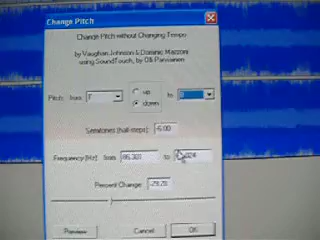 Change Pitch
Change Pitch without Changing Tempo
by Vaughan Johnson & Dominic Mazzoni
using SoundTouch, by Olli Parviainen
Pitch: from F up down to B
Semitones (half-steps): -6.00
Frequency (Hz): from to
Percent Change:
Preview Cancel OK